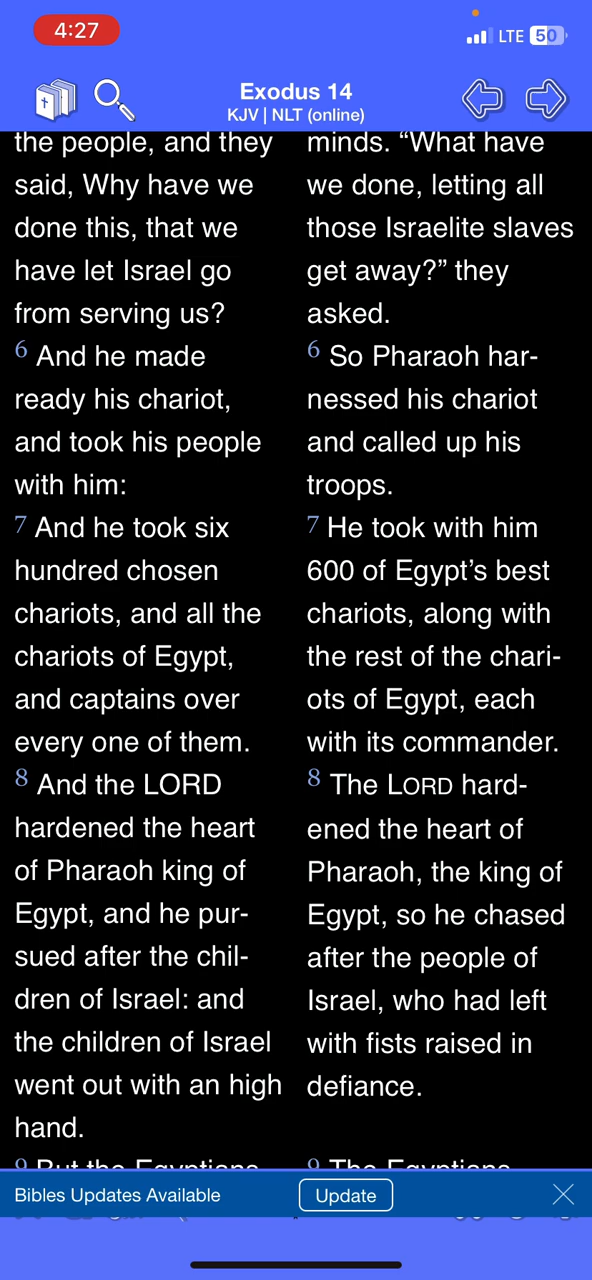 4:27
LTE 50
Exodus 14
KJV | NLT (online)
the people, and they
said, Why have we
done this, that we
have let Israel go
from serving us?
6 And he made
ready his chariot,
and took his people
with him:
7 And he took six
hundred chosen
chariots, and all the
chariots of Egypt,
and captains over
every one of them.
8 And the LORD
hardened the heart
of Pharaoh king of
Egypt, and he pur-
sued after the chil-
dren of Israel: and
the children of Israel
went out with an high
hand.
9 But the Egyptians
minds. “What have
we done, letting all
those Israelite slaves
get away?” they
asked.
6 So Pharaoh har-
nessed his chariot
and called up his
troops.
7 He took with him
600 of Egypt’s best
chariots, along with
the rest of the chari-
ots of Egypt, each
with its commander.
8 The LORD hard-
ened the heart of
Pharaoh, the king of
Egypt, so he chased
after the people of
Israel, who had left
with fists raised in
defiance.
9 The Egyptians
Bibles Updates Available
Update